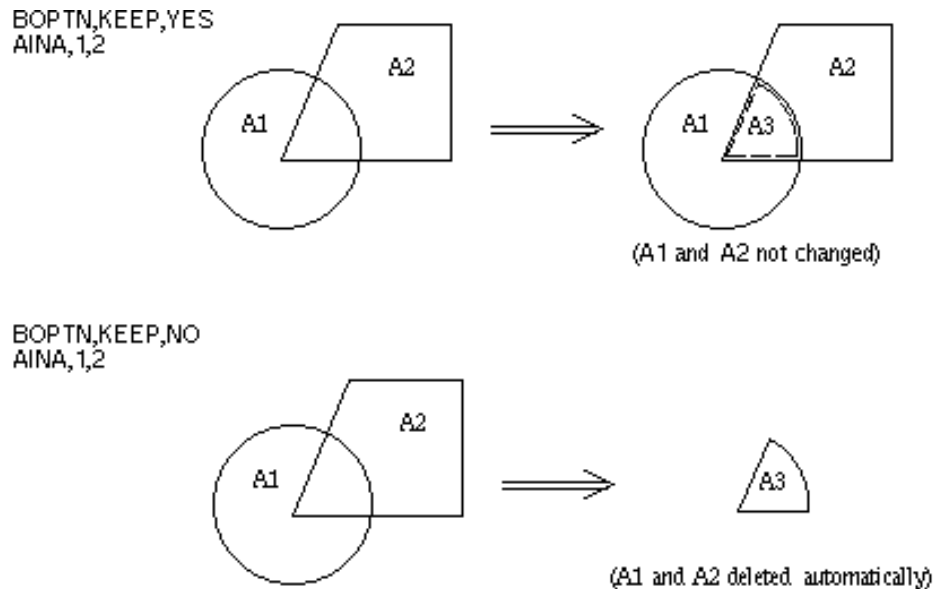 BOPTN,KEEP,YES
AINA,1,2
A1
A2
A1
A3
A2
(A1 and A2 not changed)
BOPTN,KEEP,NO
AINA,1,2
A1
A2
A3
(A1 and A2 deleted automatically)